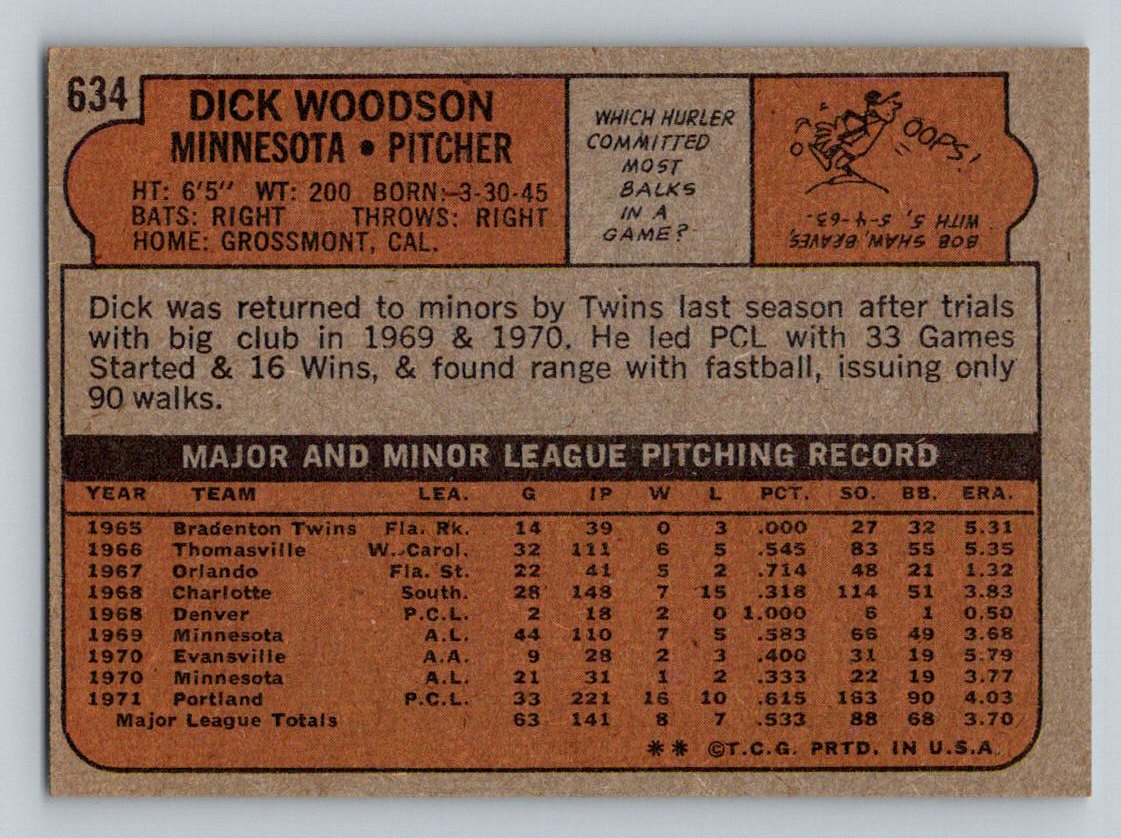 634
DICK WOODSON
MINNESOTA • PITCHER
HT: 6'5" WT: 200 BORN: 3-30-45
BATS: RIGHT THROWS: RIGHT
HOME: GROSSMONT, CAL.
WHICH HURLER
COMMITTED
MOST
BALKS
IN A
GAME?
OOPS!
BOB SHAW, BRAVES,
WITH 5, 5-4-63.
Dick was returned to minors by Twins last season after trials
with big club in 1969 & 1970. He led PCL with 33 Games
Started & 16 Wins, & found range with fastball, issuing only
90 walks.
MAJOR AND MINOR LEAGUE PITCHING RECORD
YEAR TEAM LEA. G IP W L PCT. SO. BB. ERA.
1965 Bradenton Twins Fla. Rk. 14 39 0 3 .000 27 32 5.31
1966 Thomasville W. Carol. 32 111 6 5 .545 83 55 5.35
1967 Orlando Fla. St. 22 41 5 2 .714 48 21 1.32
1968 Charlotte South. 28 148 7 15 .318 114 51 3.83
1968 Denver P.C.L. 2 18 2 0 1.000 6 1 0.50
1969 Minnesota A.L. 44 110 7 5 .583 66 49 3.68
1970 Evansville A.A. 9 28 2 3 .400 31 19 5.79
1970 Minnesota A.L. 21 31 1 2 .333 22 19 3.77
1971 Portland P.C.L. 33 221 16 10 .615 163 90 4.03
Major League Totals 63 141 8 7 .533 88 68 3.70
** ©T.C.G. PRTD. IN U.S.A.